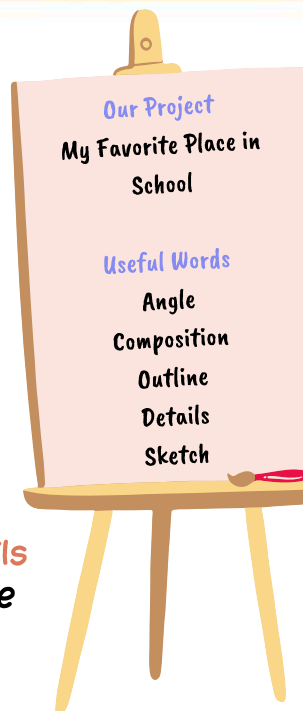 Our Project
My Favorite Place in
School
Useful Words
Angle
Composition
Outline
Details
Sketch